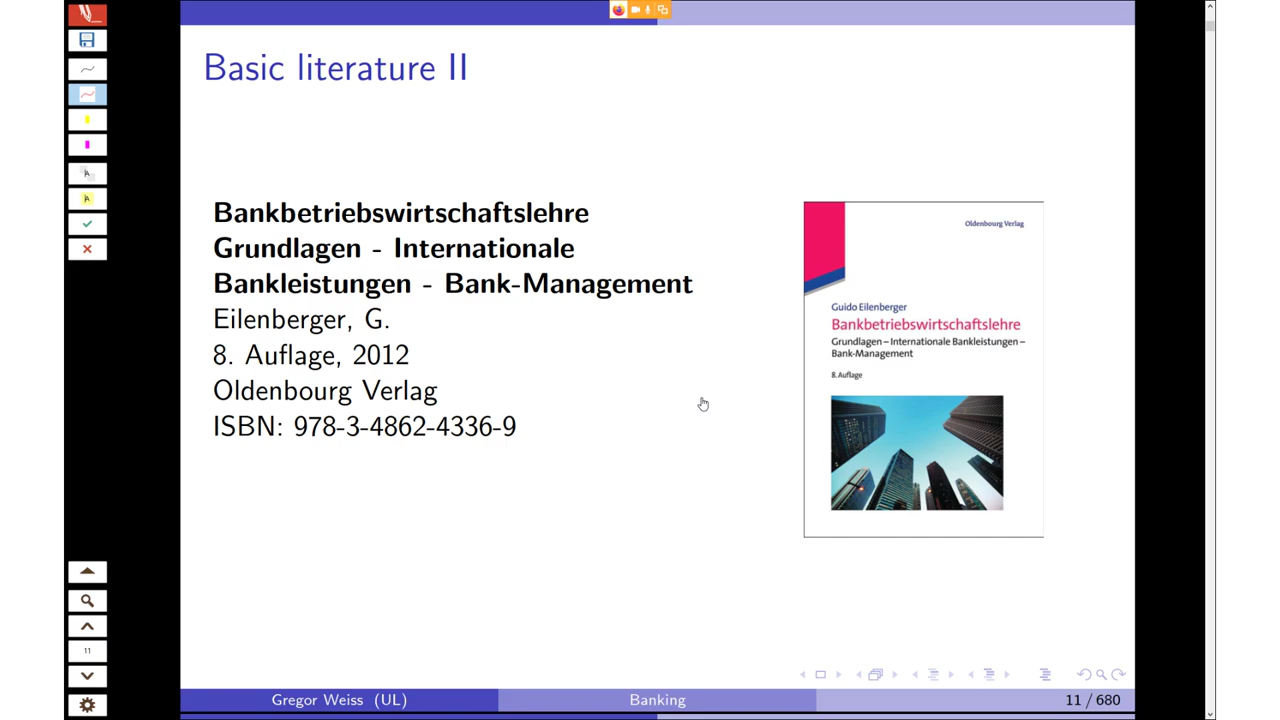 Basic literature II
Bankbetriebswirtschaftslehre
Grundlagen - Internationale
Bankleistungen - Bank-Management
Eilenberger, G.
8. Auflage, 2012
Oldenbourg Verlag
ISBN: 978-3-4862-4336-9
Oldenbourg Verlag
Guido Eilenberger
Bankbetriebswirtschaftslehre
Grundlagen – Internationale Bankleistungen –
Bank-Management
8. Auflage
11
Gregor Weiss (UL)
Banking
11 / 680